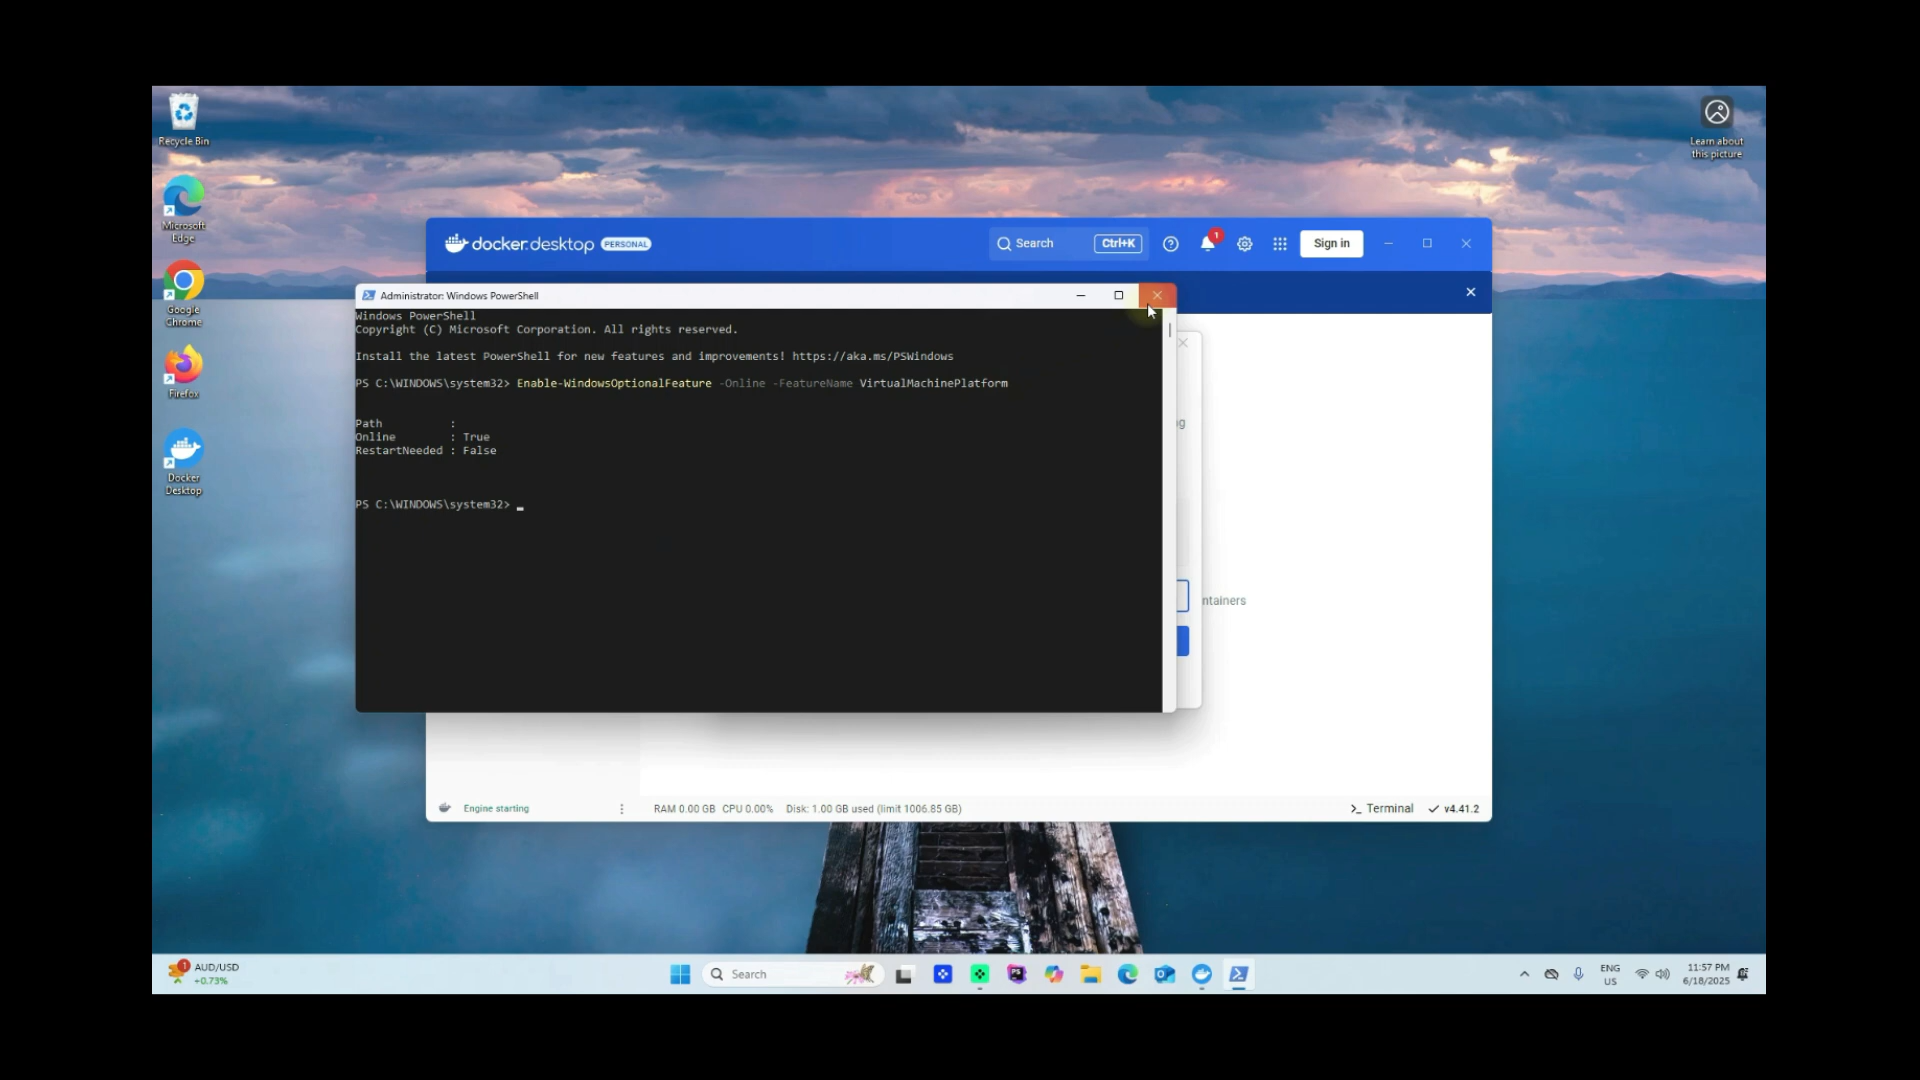 Recycle Bin
Learn about
this picture
Microsoft
Edge
Google
Chrome
Firefox
Docker
Desktop
docker.desktop PERSONAL
Search
Ctrl+K
1
Sign in
Administrator: Windows PowerShell
Windows PowerShell
Copyright (C) Microsoft Corporation. All rights reserved.
Install the latest PowerShell for new features and improvements! https://aka.ms/PSWindows
PS C:\WINDOWS\system32> Enable-WindowsOptionalFeature -Online -FeatureName VirtualMachinePlatform
Path          :
Online        : True
RestartNeeded : False
PS C:\WINDOWS\system32>
ntainers
Engine starting
RAM 0.00 GB CPU 0.00% Disk: 1.00 GB used (limit 1006.85 GB)
Terminal
v4.41.2
1
AUD/USD
+0.73%
Search
PS
ENG
US
11:57 PM
6/18/2025